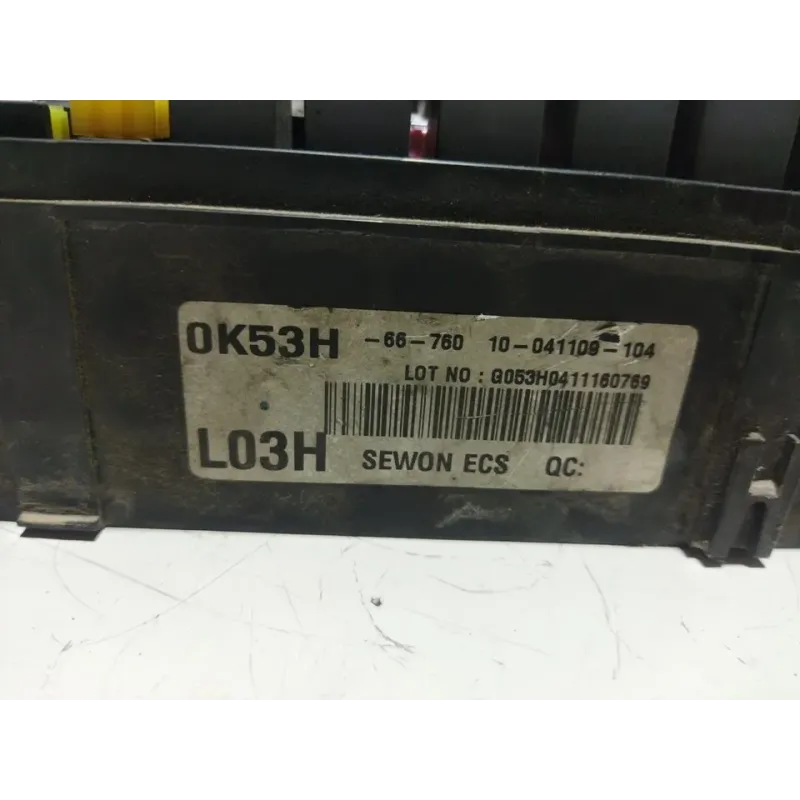 0K53H -66-760 10-041109-104
LOT NO : G053H0411160769
L03H SEWON ECS QC: